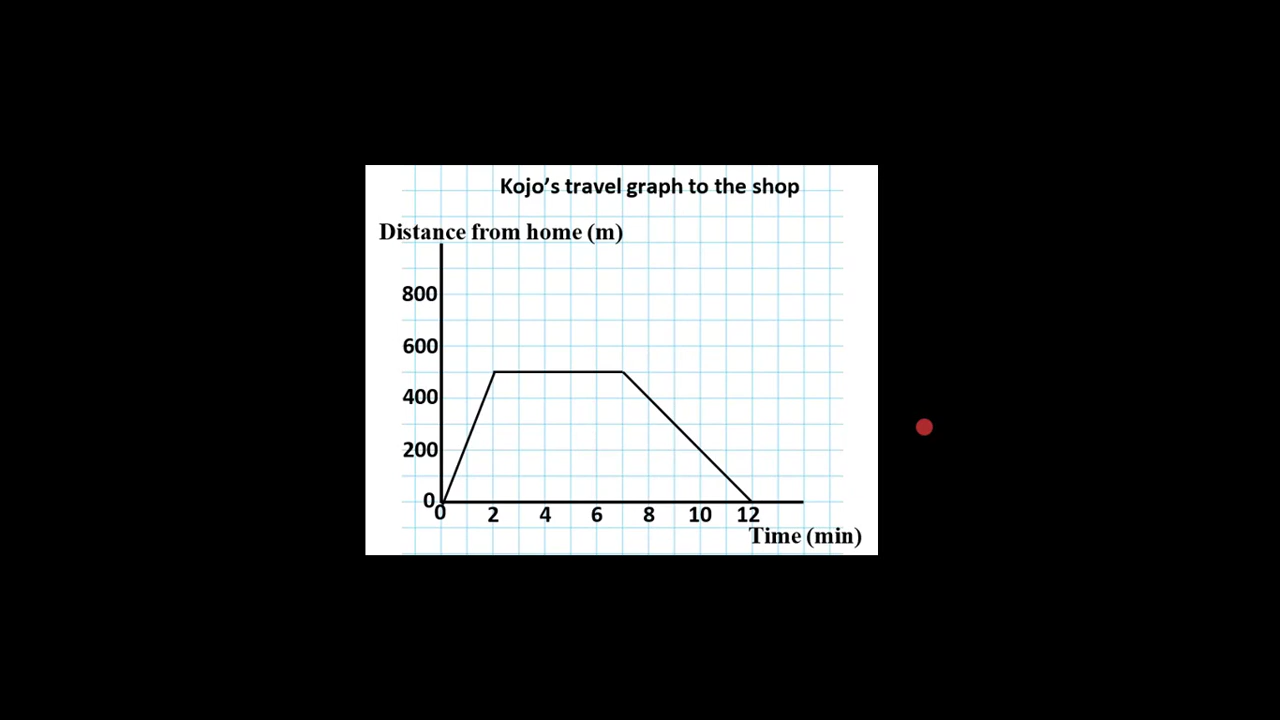 Kojo’s travel graph to the shop
Distance from home (m)
800
600
400
200
0
0 2 4 6 8 10 12
Time (min)